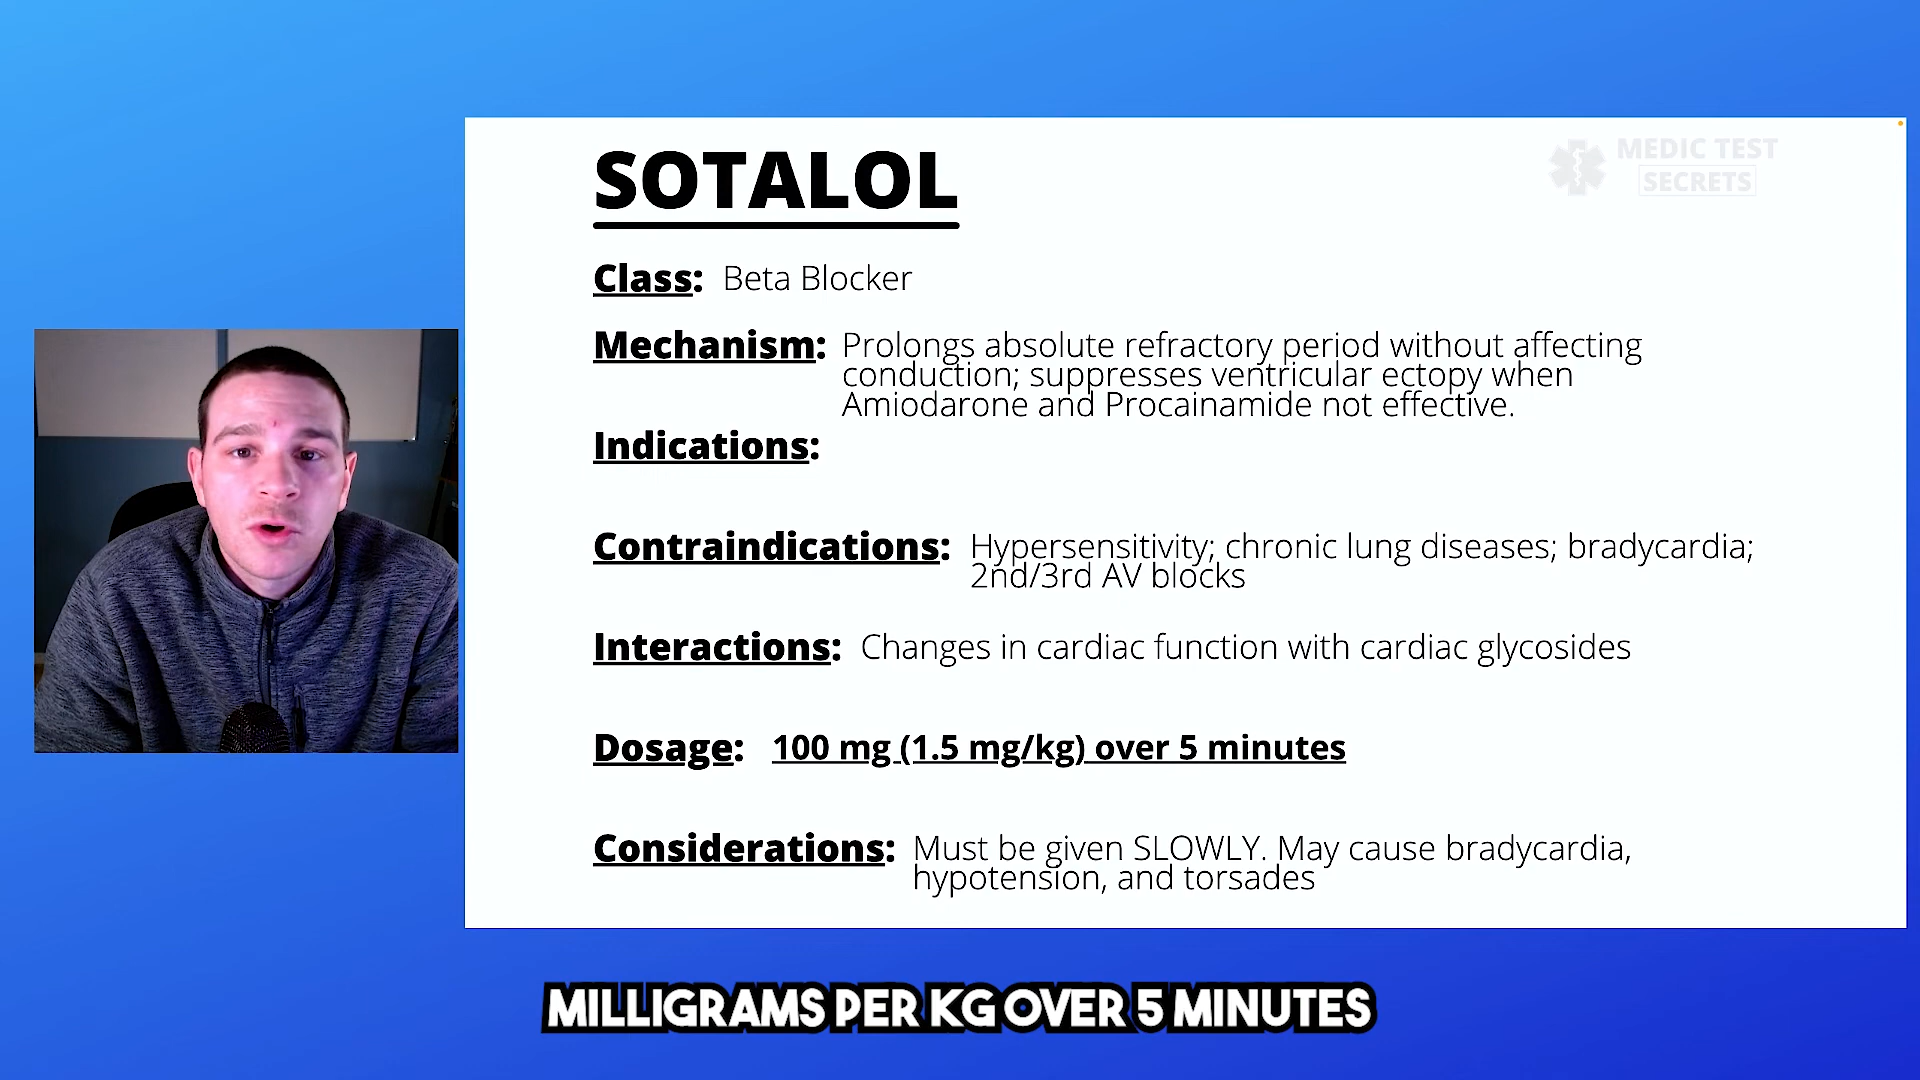 SOTALOL
MEDIC TEST
SECRETS
Class: Beta Blocker
Mechanism: Prolongs absolute refractory period without affecting
conduction; suppresses ventricular ectopy when
Amiodarone and Procainamide not effective.
Indications:
Contraindications: Hypersensitivity; chronic lung diseases; bradycardia;
2nd/3rd AV blocks
Interactions: Changes in cardiac function with cardiac glycosides
Dosage: 100 mg (1.5 mg/kg) over 5 minutes
Considerations: Must be given SLOWLY. May cause bradycardia,
hypotension, and torsades
MILLIGRAMS PER KG OVER 5 MINUTES